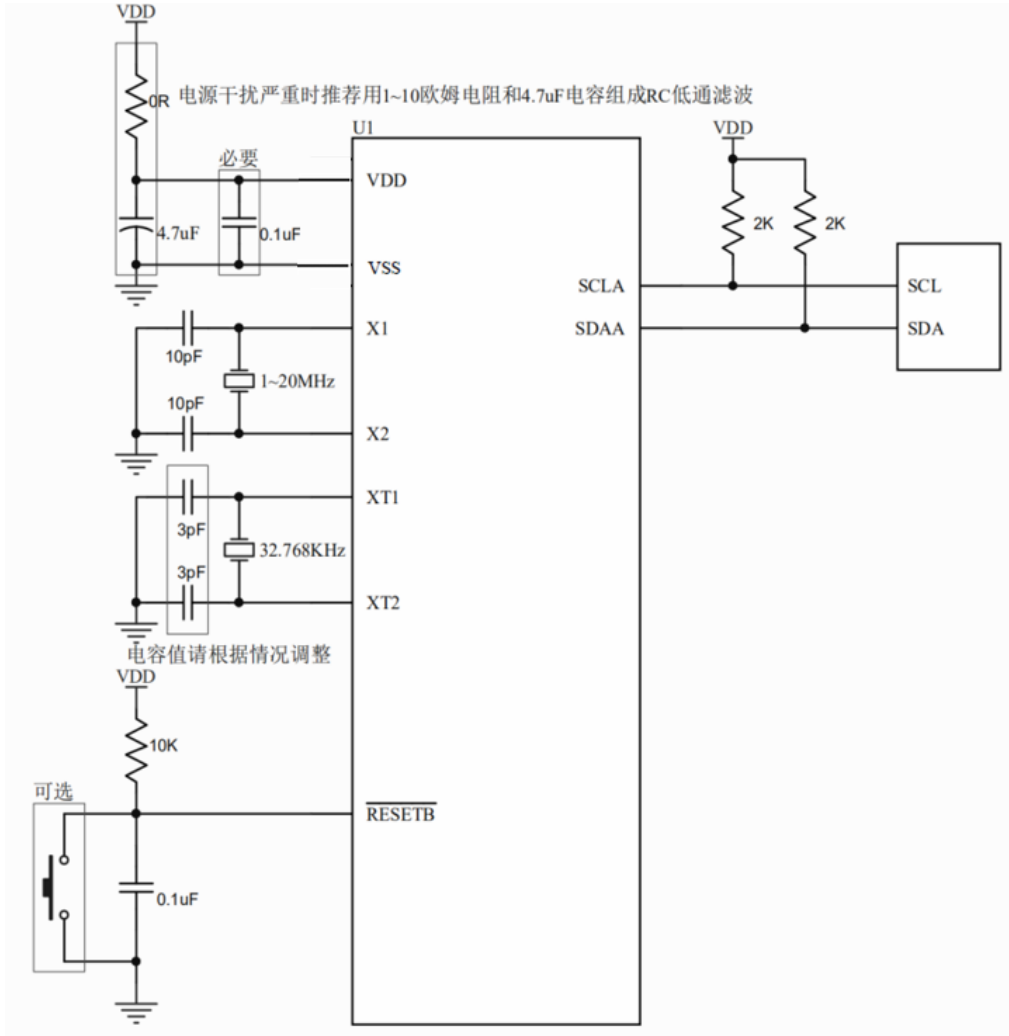 VDD
0R
电源干扰严重时推荐用1~10欧姆电阻和4.7uF电容组成RC低通滤波
U1
VDD
必要
VDD
4.7uF
0.1uF
2K
2K
VSS
SCLA
SCL
SDAA
SDA
X1
10pF
1~20MHz
10pF
X2
XT1
3pF
32.768KHz
3pF
XT2
电容值请根据情况调整
VDD
10K
可选
RESETB
0.1uF